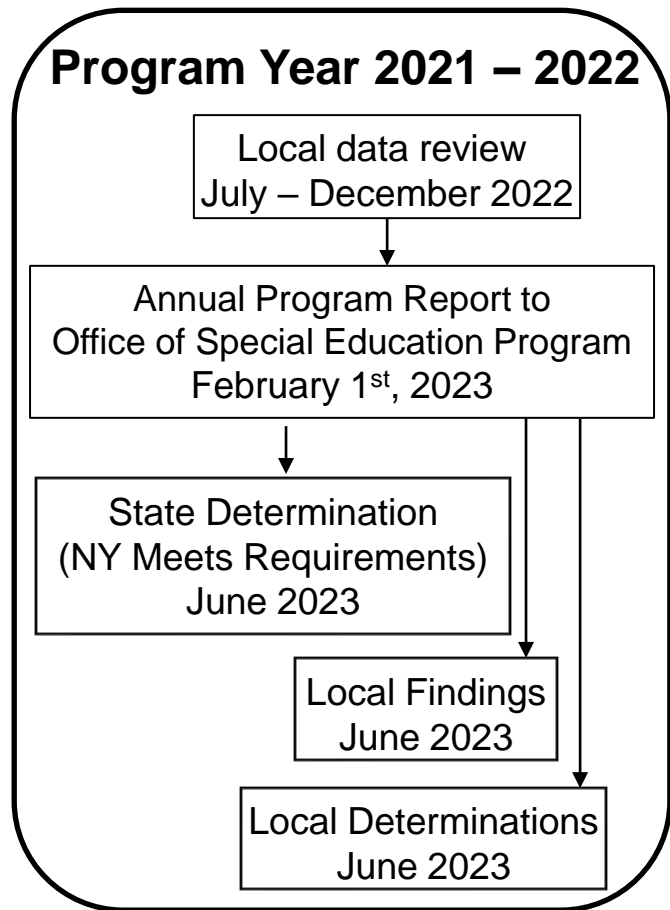 Program Year 2021 – 2022
Local data review
July – December 2022
Annual Program Report to
Office of Special Education Program
February 1st, 2023
State Determination
(NY Meets Requirements)
June 2023
Local Findings
June 2023
Local Determinations
June 2023